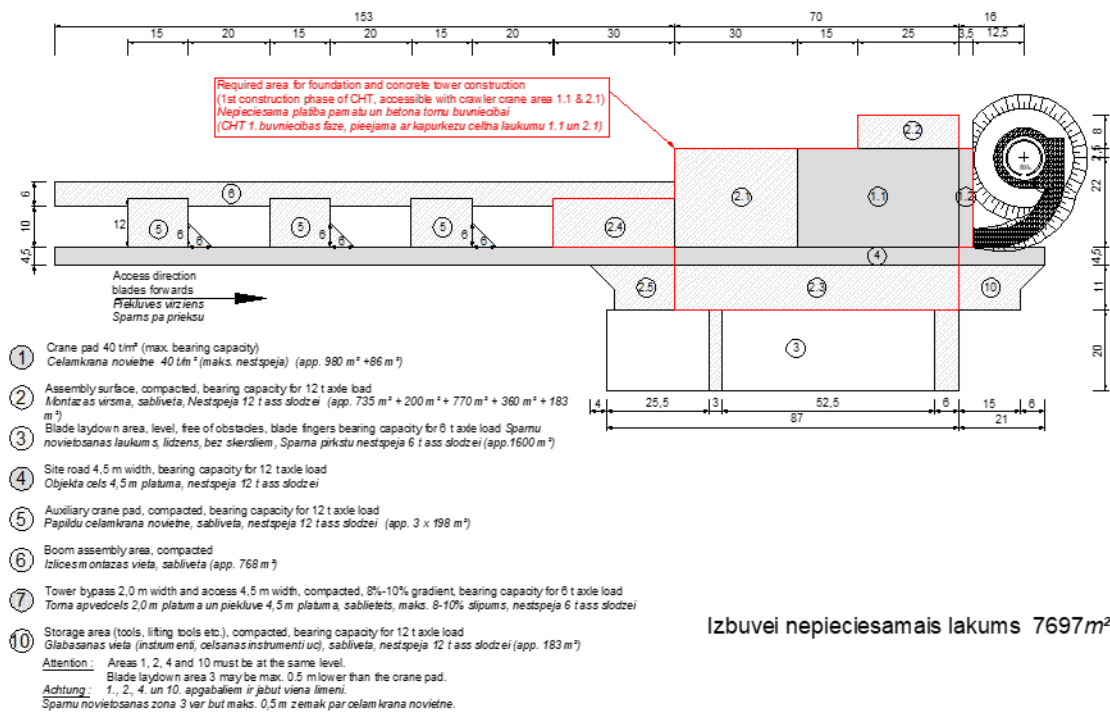 153
70
16
15
20
15
20
15
20
30
30
15
25
3,5
12,5
Required area for foundation and concrete tower construction
(1st construction phase of CHT, accessible with crawler crane area 1.1 & 2.1)
Nepieciesama platiba pamatu un betona tornu buvniecibai
(CHT 1. buvniecibas faze, pieejama ar kapurkezu celtna laukumu 1.1 un 2.1)
2.2
8
2,5
22
6
6
2.1
1.1
1.2
10
12
5
6
6
5
6
6
5
6
6
2.4
4,5
4
4,5
Access direction
blades forwards
Piekluves virziens
Sparns pa prieksu
2.5
2.3
10
11
3
20
4
25,5
3
52,5
6
15
6
87
21
1 Crane pad 40 t/m² (max. bearing capacity)
Celamkrana novietne 40 t/m² (maks. nestspeja) (app. 980 m² +86 m²)
2 Assembly surface, compacted, bearing capacity for 12 t axle load
Montazas virsma, sabliveta, Nestspeja 12 t ass slodzei (app. 735 m² + 200 m² + 770 m² + 360 m² + 183
m²)
3 Blade laydown area, level, free of obstacles, blade fingers bearing capacity for 6 t axle load Sparnu
novietosanas laukums, lidzens, bez skersliem, Sparna pirkstu nestspeja 6 t ass slodzei (app.1600 m²)
4 Site road 4,5 m width, bearing capacity for 12 t axle load
Objekta cels 4,5 m platuma, nestspeja 12 t ass slodzei
5 Auxiliary crane pad, compacted, bearing capacity for 12 t axle load
Papildu celamkrana novietne, sabliveta, nestspeja 12 t ass slodzei (app. 3 x 198 m²)
6 Boom assembly area, compacted
Izlices montazas vieta, sabliveta (app. 768 m²)
7 Tower bypass 2,0 m width and access 4,5 m width, compacted, 8%-10% gradient, bearing capacity for 6 t axle load
Torna apvedcels 2,0 m platuma un piekluve 4,5 m platuma, sablietets, maks. 8-10% slipums, nestspeja 6 t ass slodzei
10 Storage area (tools, lifting tools etc.), compacted, bearing capacity for 12 t axle load
Glabasanas vieta (instrumenti, celsanas instrumenti uc), sabliveta, nestspeja 12 t ass slodzei (app. 183 m²)
Attention : Areas 1, 2, 4 and 10 must be at the same level.
Blade laydown area 3 may be max. 0.5 m lower than the crane pad.
Achtung : 1., 2., 4. un 10. apgabaliem ir jabut viena limeni.
Sparnu novietosanas zona 3 var but maks. 0,5 m zemak par celamkrana novietne.
Izbuvei nepieciesamais lakums 7697m²